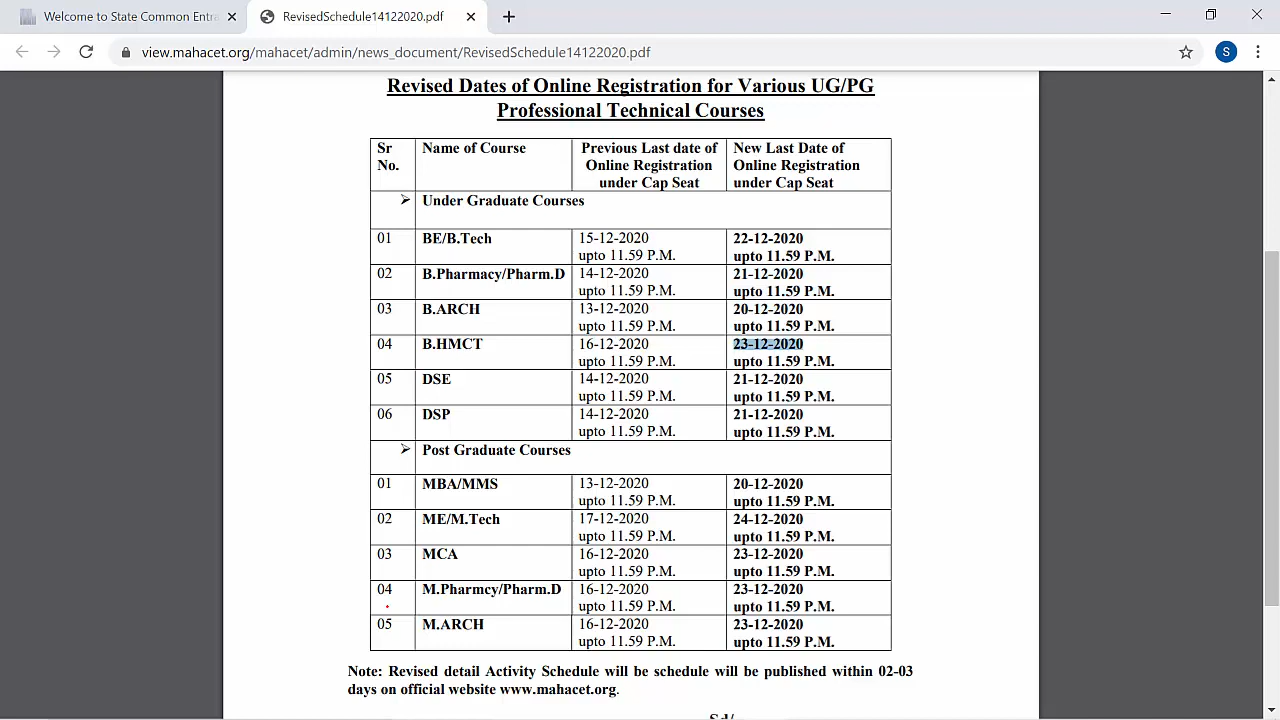 Welcome to State Common Entra
RevisedSchedule14122020.pdf
view.mahacet.org/mahacet/admin/news_document/RevisedSchedule14122020.pdf
S
Revised Dates of Online Registration for Various UG/PG
Professional Technical Courses
Sr No. Name of Course Previous Last date of Online Registration under Cap Seat New Last Date of Online Registration under Cap Seat
➢ Under Graduate Courses
01 BE/B.Tech 15-12-2020 upto 11.59 P.M. 22-12-2020 upto 11.59 P.M.
02 B.Pharmacy/Pharm.D 14-12-2020 upto 11.59 P.M. 21-12-2020 upto 11.59 P.M.
03 B.ARCH 13-12-2020 upto 11.59 P.M. 20-12-2020 upto 11.59 P.M.
04 B.HMCT 16-12-2020 upto 11.59 P.M. 23-12-2020 upto 11.59 P.M.
05 DSE 14-12-2020 upto 11.59 P.M. 21-12-2020 upto 11.59 P.M.
06 DSP 14-12-2020 upto 11.59 P.M. 21-12-2020 upto 11.59 P.M.
➢ Post Graduate Courses
01 MBA/MMS 13-12-2020 upto 11.59 P.M. 20-12-2020 upto 11.59 P.M.
02 ME/M.Tech 17-12-2020 upto 11.59 P.M. 24-12-2020 upto 11.59 P.M.
03 MCA 16-12-2020 upto 11.59 P.M. 23-12-2020 upto 11.59 P.M.
04 M.Pharmcy/Pharm.D 16-12-2020 upto 11.59 P.M. 23-12-2020 upto 11.59 P.M.
05 M.ARCH 16-12-2020 upto 11.59 P.M. 23-12-2020 upto 11.59 P.M.
Note: Revised detail Activity Schedule will be schedule will be published within 02-03
days on official website www.mahacet.org.